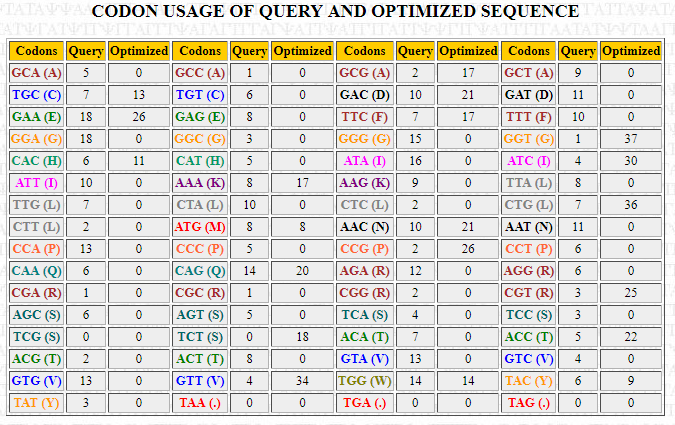 CODON USAGE OF QUERY AND OPTIMIZED SEQUENCE
Codons Query Optimized Codons Query Optimized Codons Query Optimized Codons Query Optimized
GCA (A) 5 0 GCC (A) 1 0 GCG (A) 2 17 GCT (A) 9 0
TGC (C) 7 13 TGT (C) 6 0 GAC (D) 10 21 GAT (D) 11 0
GAA (E) 18 26 GAG (E) 8 0 TTC (F) 7 17 TTT (F) 10 0
GGA (G) 18 0 GGC (G) 3 0 GGG (G) 15 0 GGT (G) 1 37
CAC (H) 6 11 CAT (H) 5 0 ATA (I) 16 0 ATC (I) 4 30
ATT (I) 10 0 AAA (K) 8 17 AAG (K) 9 0 TTA (L) 8 0
TTG (L) 7 0 CTA (L) 10 0 CTC (L) 2 0 CTG (L) 7 36
CTT (L) 2 0 ATG (M) 8 8 AAC (N) 10 21 AAT (N) 11 0
CCA (P) 13 0 CCC (P) 5 0 CCG (P) 2 26 CCT (P) 6 0
CAA (Q) 6 0 CAG (Q) 14 20 AGA (R) 12 0 AGG (R) 6 0
CGA (R) 1 0 CGC (R) 1 0 CGG (R) 2 0 CGT (R) 3 25
AGC (S) 6 0 AGT (S) 5 0 TCA (S) 4 0 TCC (S) 3 0
TCG (S) 0 0 TCT (S) 0 18 ACA (T) 7 0 ACC (T) 5 22
ACG (T) 2 0 ACT (T) 8 0 GTA (V) 13 0 GTC (V) 4 0
GTG (V) 13 0 GTT (V) 4 34 TGG (W) 14 14 TAC (Y) 6 9
TAT (Y) 3 0 TAA (.) 0 0 TGA (.) 0 0 TAG (.) 0 0